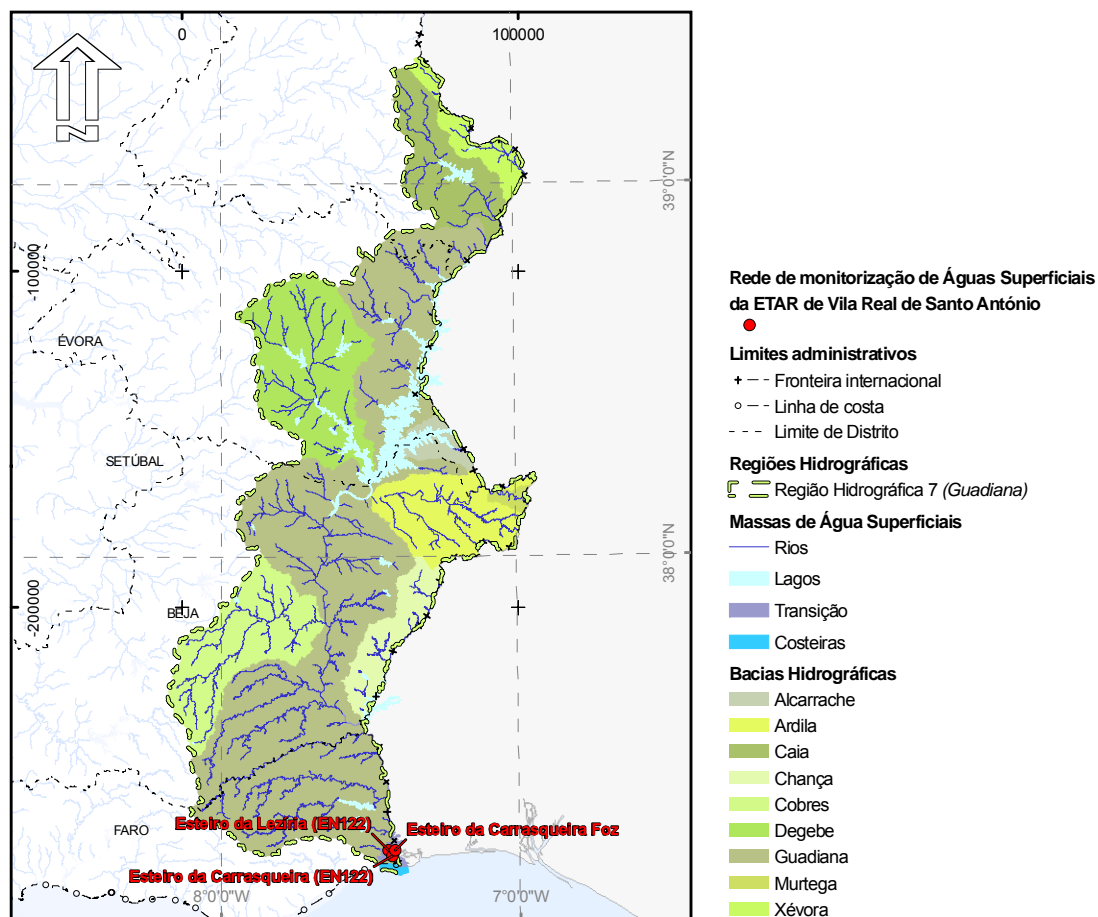 0
100000
N
39°0'0"N
-100000
ÉVORA
SETÚBAL
38°0'0"N
-200000
BEJA
FARO
Esteiro da Lezíria (EN122)
Esteiro da Carrasqueira Foz
Esteiro da Carrasqueira (EN122)
8°0'0"W
7°0'0"W
Rede de monitorização de Águas Superficiais
da ETAR de Vila Real de Santo António
Limites administrativos
Fronteira internacional
Linha de costa
Limite de Distrito
Regiões Hidrográficas
Região Hidrográfica 7 (Guadiana)
Massas de Água Superficiais
Rios
Lagos
Transição
Costeiras
Bacias Hidrográficas
Alcarrache
Ardila
Caia
Chança
Cobres
Degebe
Guadiana
Murtega
Xévora